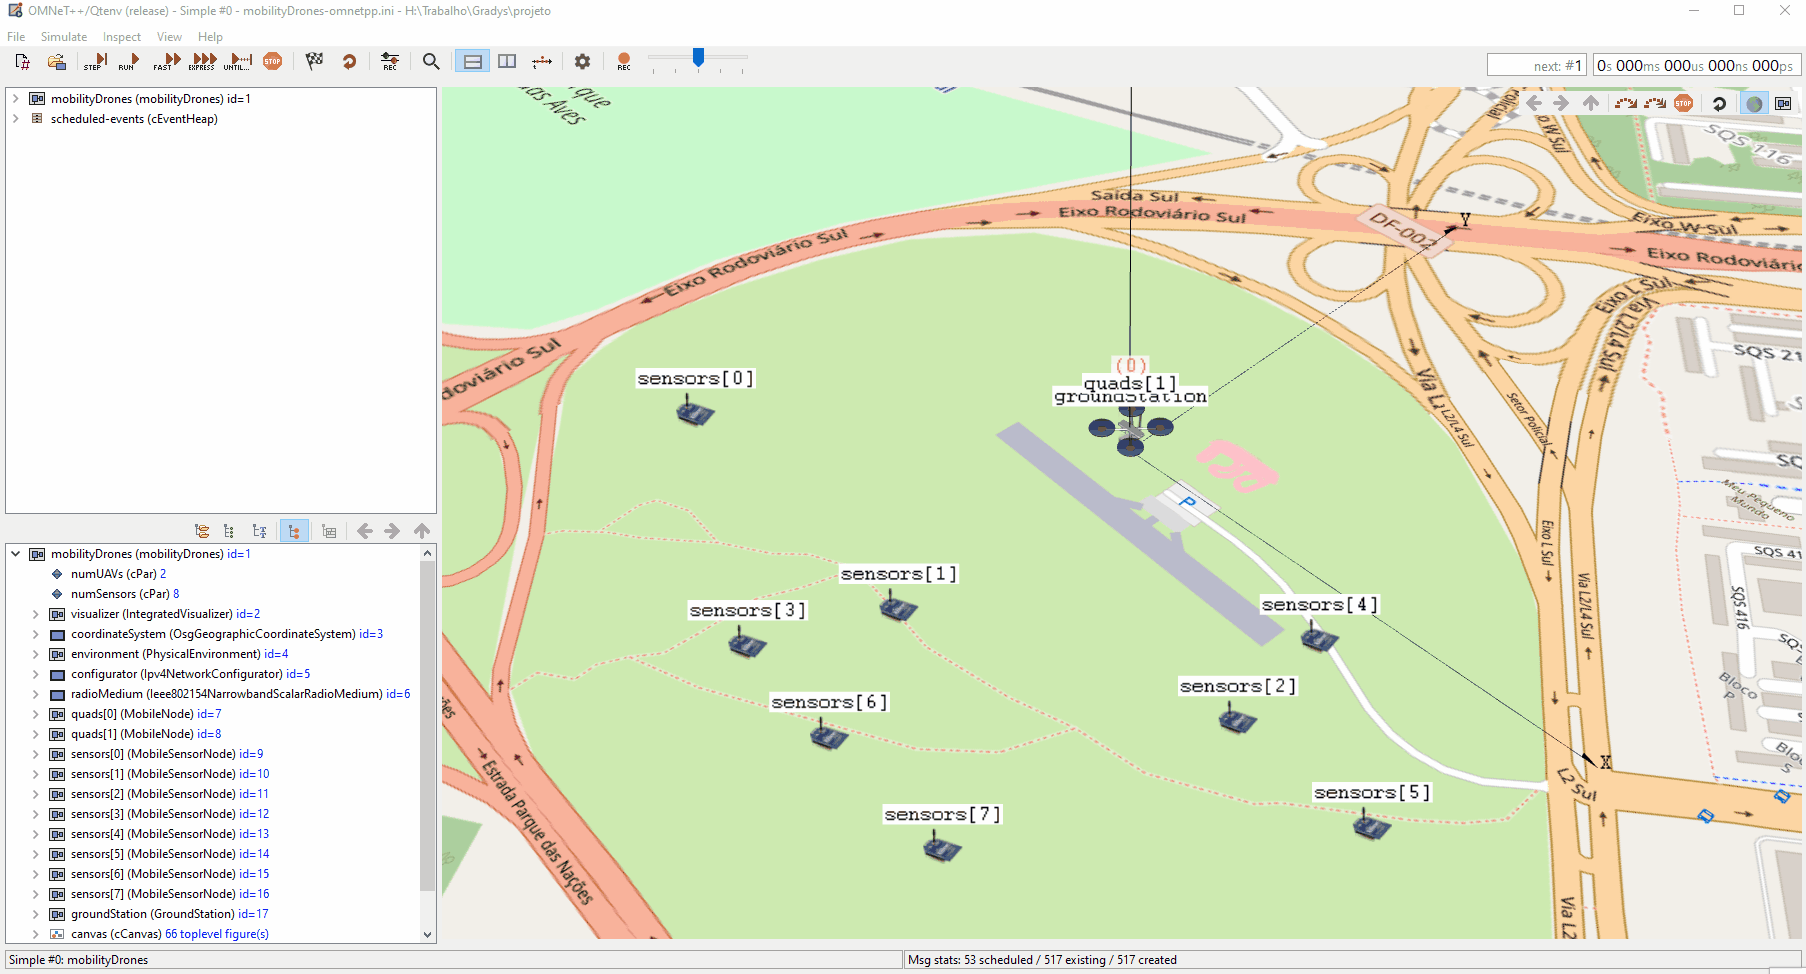 OMNeT++/Qtenv (release) - Simple #0 - mobilityDrones-omnetpp.ini - H:\Trabalho\Gradys\projeto
File Simulate Inspect View Help
STEP RUN FAST EXPRESS UNTIL... STOP REC REC
next: #1
0s 000ms 000us 000ns 000ps
mobilityDrones (mobilityDrones) id=1
scheduled-events (cEventHeap)
mobilityDrones (mobilityDrones) id=1
numUAVs (cPar) 2
numSensors (cPar) 8
visualizer (IntegratedVisualizer) id=2
coordinateSystem (OsgGeographicCoordinateSystem) id=3
environment (PhysicalEnvironment) id=4
configurator (Ipv4NetworkConfigurator) id=5
radioMedium (Ieee802154NarrowbandScalarRadioMedium) id=6
quads[0] (MobileNode) id=7
quads[1] (MobileNode) id=8
sensors[0] (MobileSensorNode) id=9
sensors[1] (MobileSensorNode) id=10
sensors[2] (MobileSensorNode) id=11
sensors[3] (MobileSensorNode) id=12
sensors[4] (MobileSensorNode) id=13
sensors[5] (MobileSensorNode) id=14
sensors[6] (MobileSensorNode) id=15
sensors[7] (MobileSensorNode) id=16
groundStation (GroundStation) id=17
canvas (cCanvas) 66 toplevel figure(s)
das Aves
STOP
SQS 116
Saída Sul
Eixo Rodoviário Sul
DF-002
Y
Eixo W Sul
Eixo Rodoviário Sul
Eixo L Sul
Via L2/L4 Sul
SQS 21
sensors[0]
(0)
quads[1]
groundStation
Via L2/L4 Sul
Setor Policial
P
Meu Pequeno
Mundo
SQS 41
Eixo L Sul
Via L2/L4 Sul
SQS 416
sensors[1]
sensors[3]
sensors[4]
sensors[2]
sensors[6]
Bloco
P
X
L2 Sul
Estrada Parque das Nações
sensors[5]
sensors[7]
Simple #0: mobilityDrones
Msg stats: 53 scheduled / 517 existing / 517 created